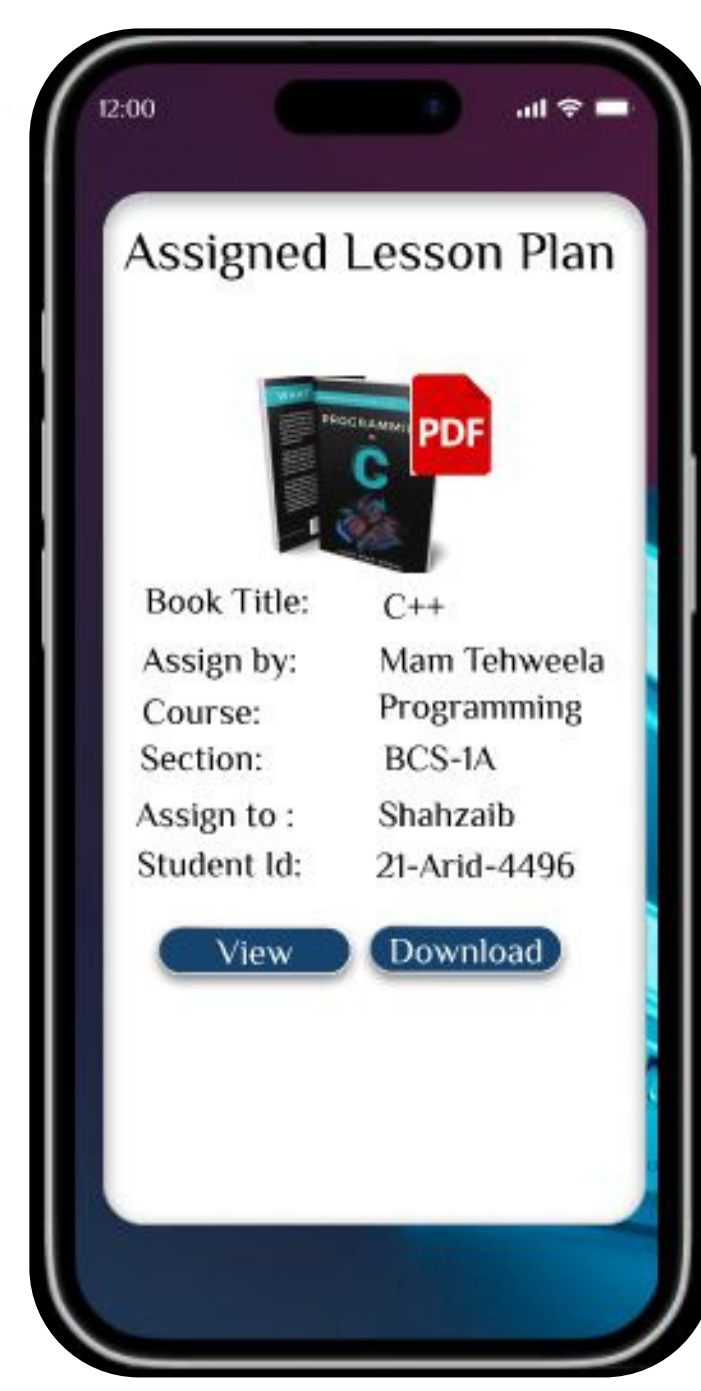 12:00
Assigned Lesson Plan
WHAT
PROGRAMMI
C
PDF
Book Title: C++
Assign by: Mam Tehweela
Course: Programming
Section: BCS-1A
Assign to : Shahzaib
Student Id: 21-Arid-4496
View Download